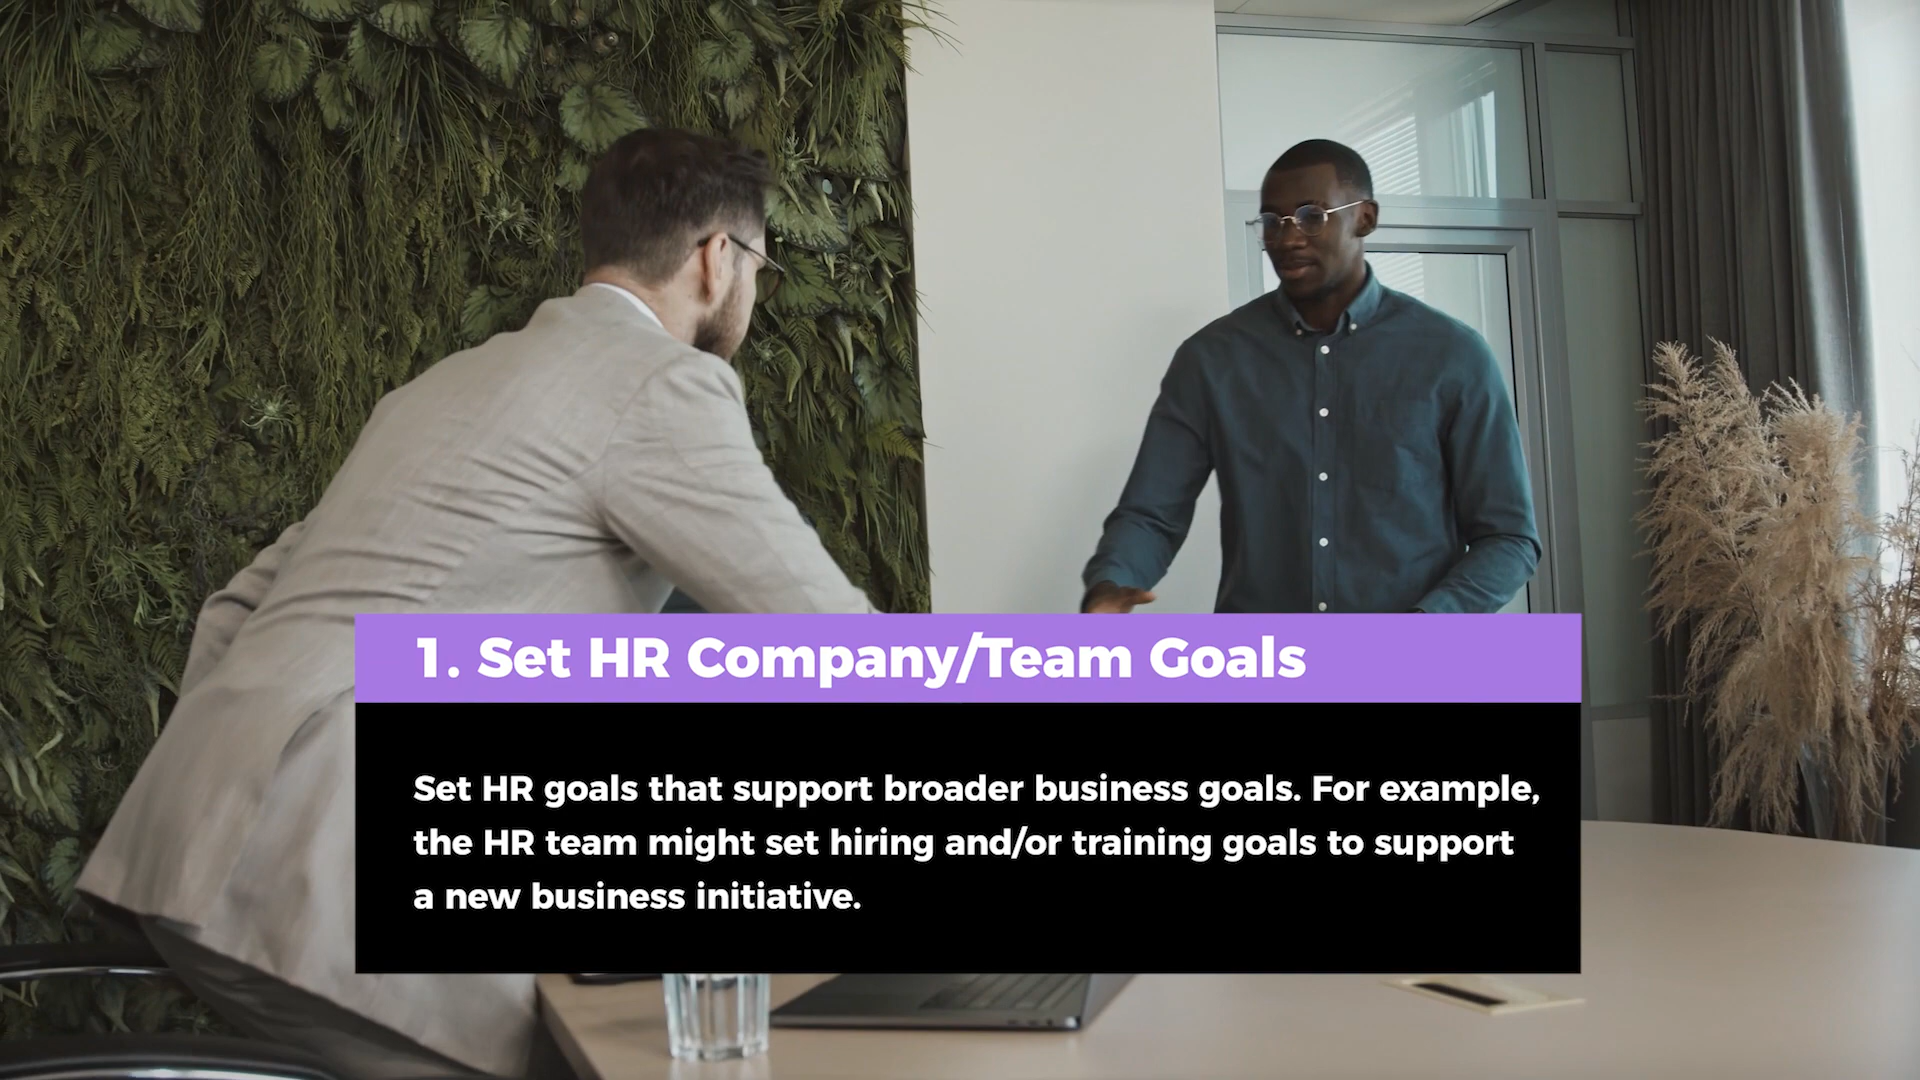 1. Set HR Company/Team Goals
Set HR goals that support broader business goals. For example,
the HR team might set hiring and/or training goals to support
a new business initiative.